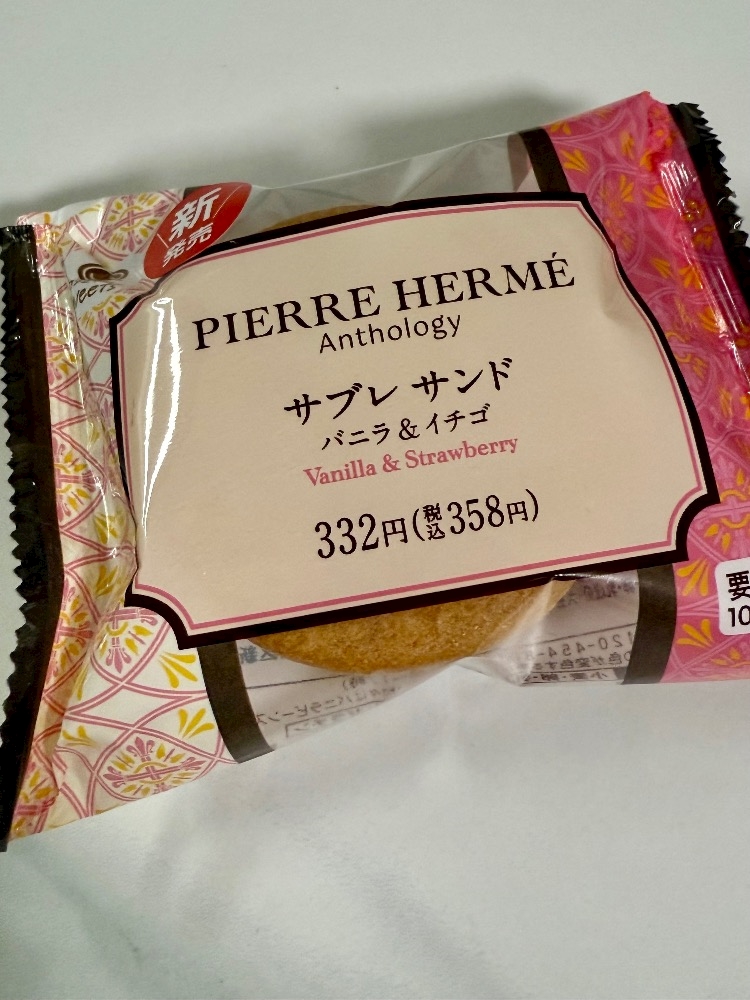 新
発売
PIERRE HERMÉ
Anthology
サブレ サンド
バニラ&イチゴ
Vanilla & Strawberry
332円(税込358円)
要
10